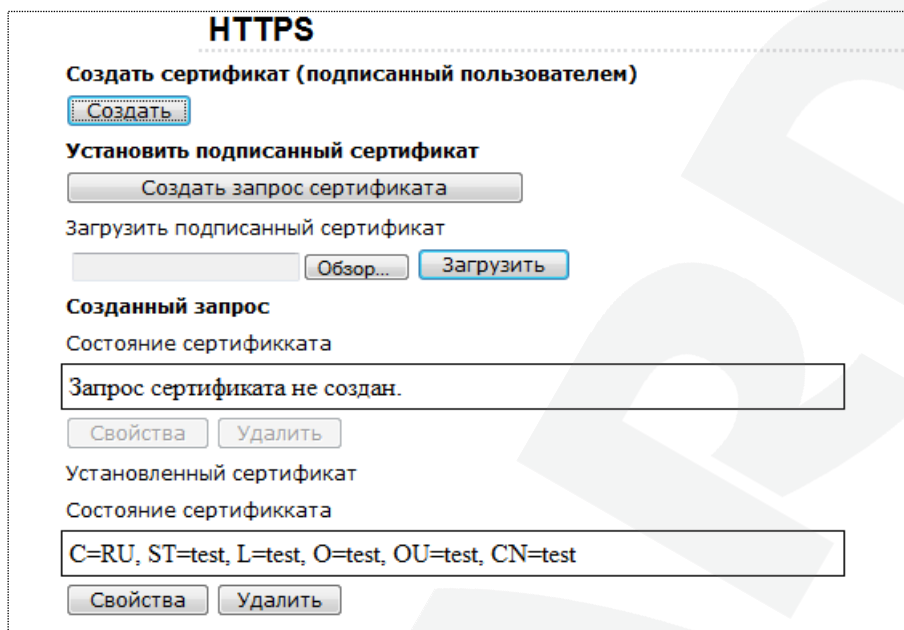 HTTPS
Создать сертификат (подписанный пользователем)
Создать
Установить подписанный сертификат
Создать запрос сертификата
Загрузить подписанный сертификат
Обзор... Загрузить
Созданный запрос
Состояние сертификката
Запрос сертификата не создан.
Свойства Удалить
Установленный сертификат
Состояние сертификката
C=RU, ST=test, L=test, O=test, OU=test, CN=test
Свойства Удалить